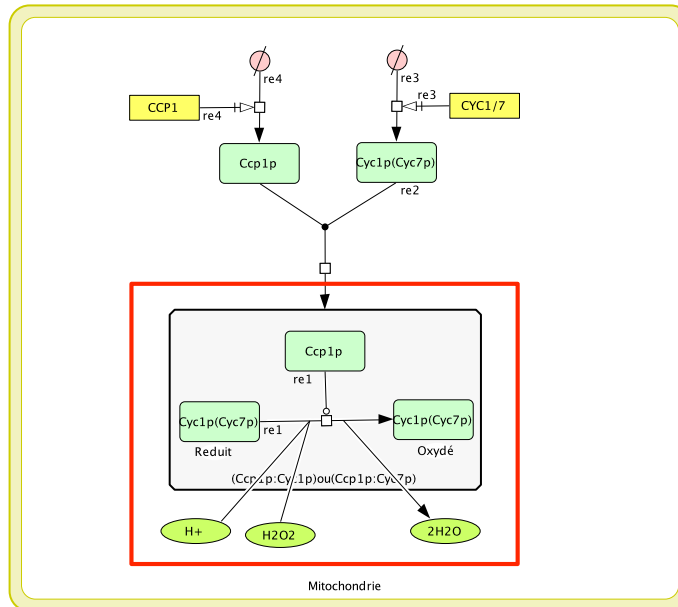 re4
re3
CCP1
re4
re3
CYC1/7
Ccp1p
Cyc1p(Cyc7p)
re2
Ccp1p
re1
Cyc1p(Cyc7p)
re1
Cyc1p(Cyc7p)
Reduit
Oxydé
(Ccp1p:Cyc1p)ou(Ccp1p:Cyc7p)
H+
H2O2
2H2O
Mitochondrie